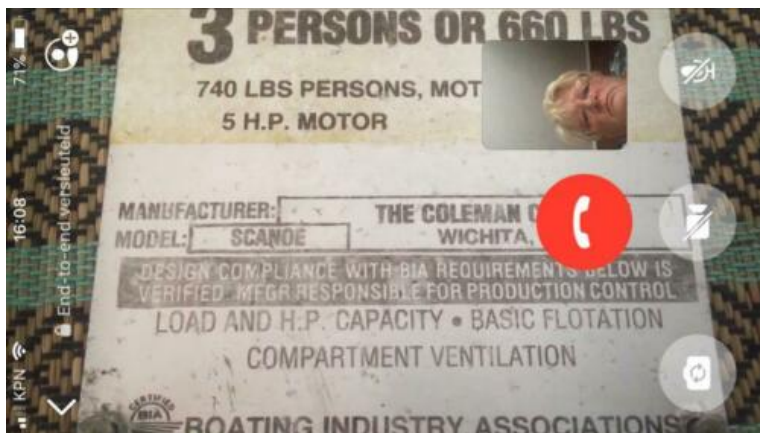 3 PERSONS OR 660 LBS
740 LBS PERSONS, MOT
5 H.P. MOTOR
MANUFACTURER: THE COLEMAN
MODEL: SCANOE WICHITA,
DESIGN COMPLIANCE WITH BIA REQUIREMENTS BELOW IS
VERIFIED. MFGR RESPONSIBLE FOR PRODUCTION CONTROL
LOAD AND H.P. CAPACITY • BASIC FLOTATION
COMPARTMENT VENTILATION
CERTIFIED
BIA
BOATING INDUSTRY ASSOCIATIONS
KPN
16:08
71%
End-to-end versleuteld